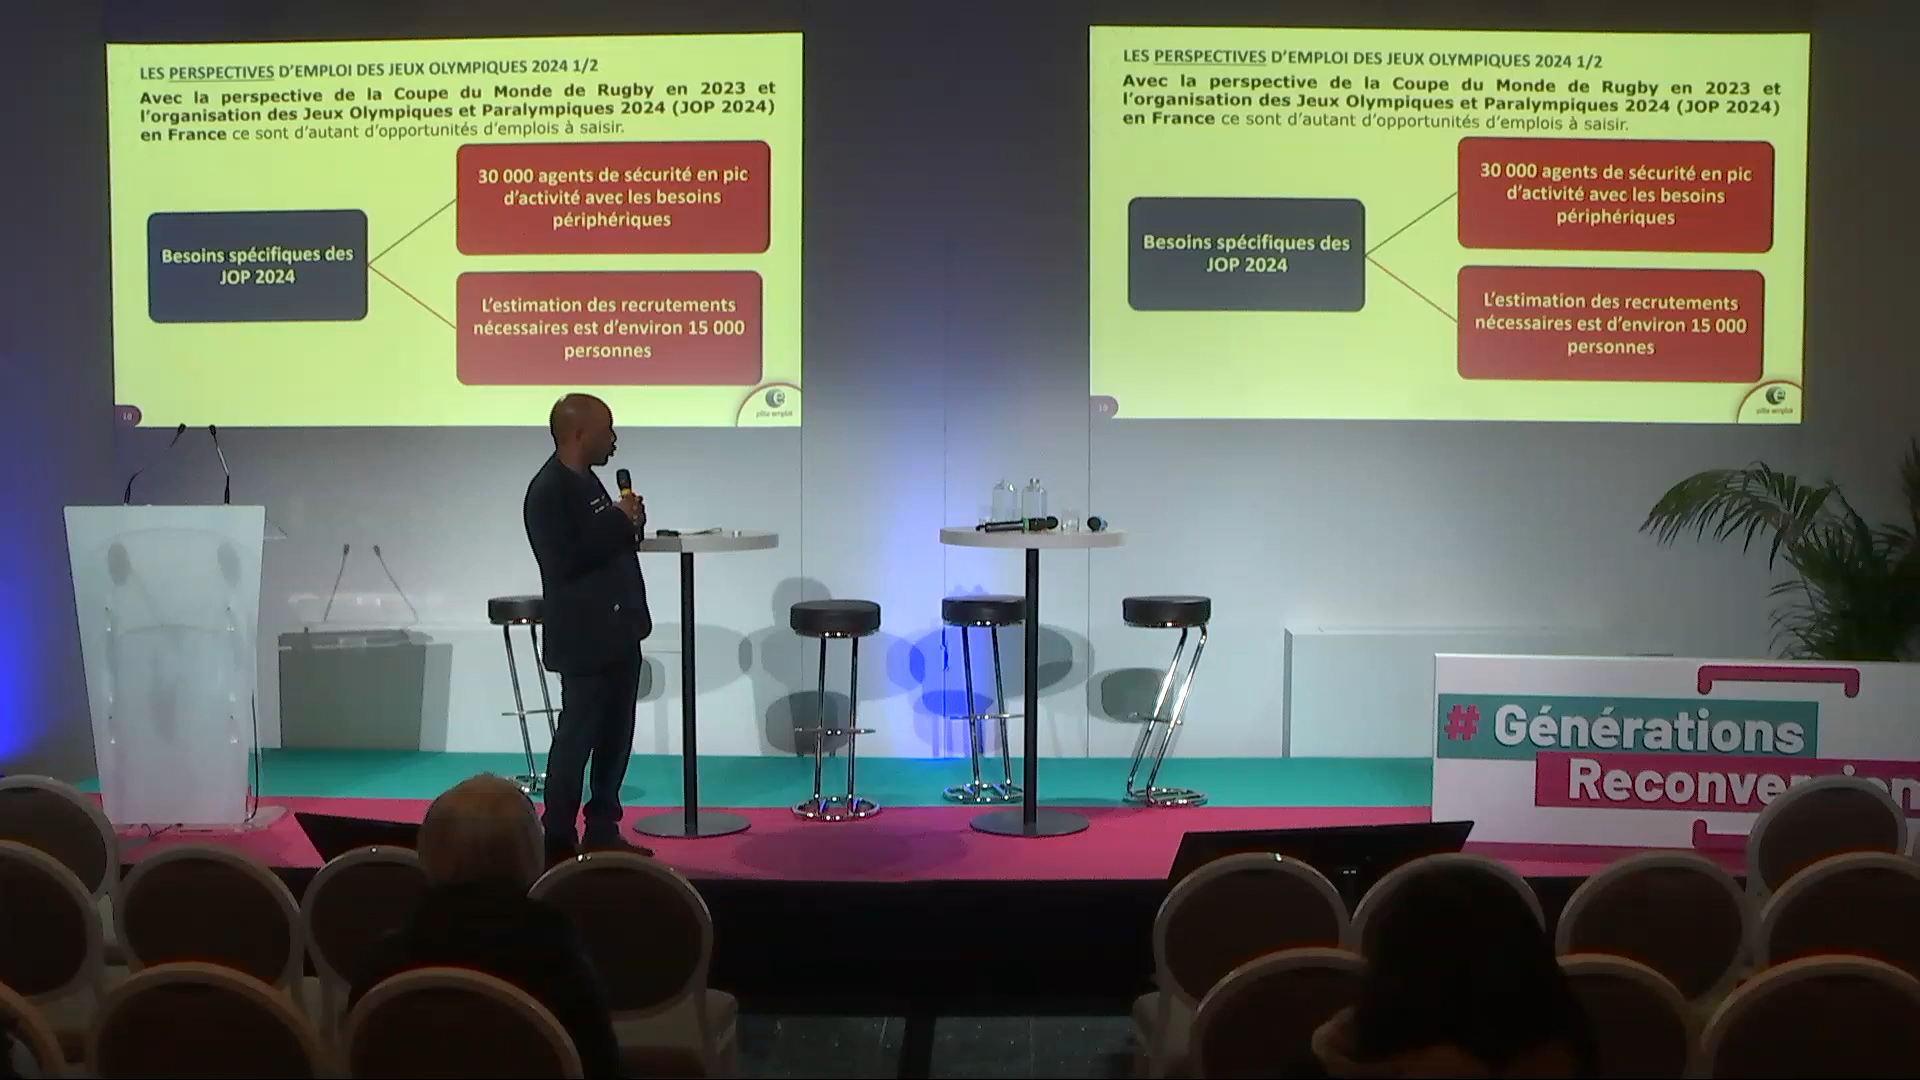 LES PERSPECTIVES D'EMPLOI DES JEUX OLYMPIQUES 2024 1/2
Avec la perspective de la Coupe du Monde de Rugby en 2023 et
l'organisation des Jeux Olympiques et Paralympiques 2024 (JOP 2024)
en France ce sont d'autant d'opportunités d'emplois à saisir.
30 000 agents de sécurité en pic
d'activité avec les besoins
périphériques
Besoins spécifiques des
JOP 2024
L'estimation des recrutements
nécessaires est d'environ 15 000
personnes
10
pôle emploi
LES PERSPECTIVES D'EMPLOI DES JEUX OLYMPIQUES 2024 1/2
Avec la perspective de la Coupe du Monde de Rugby en 2023 et
l'organisation des Jeux Olympiques et Paralympiques 2024 (JOP 2024)
en France ce sont d'autant d'opportunités d'emplois à saisir.
30 000 agents de sécurité en pic
d'activité avec les besoins
périphériques
Besoins spécifiques des
JOP 2024
L'estimation des recrutements
nécessaires est d'environ 15 000
personnes
10
pôle emploi
# Générations